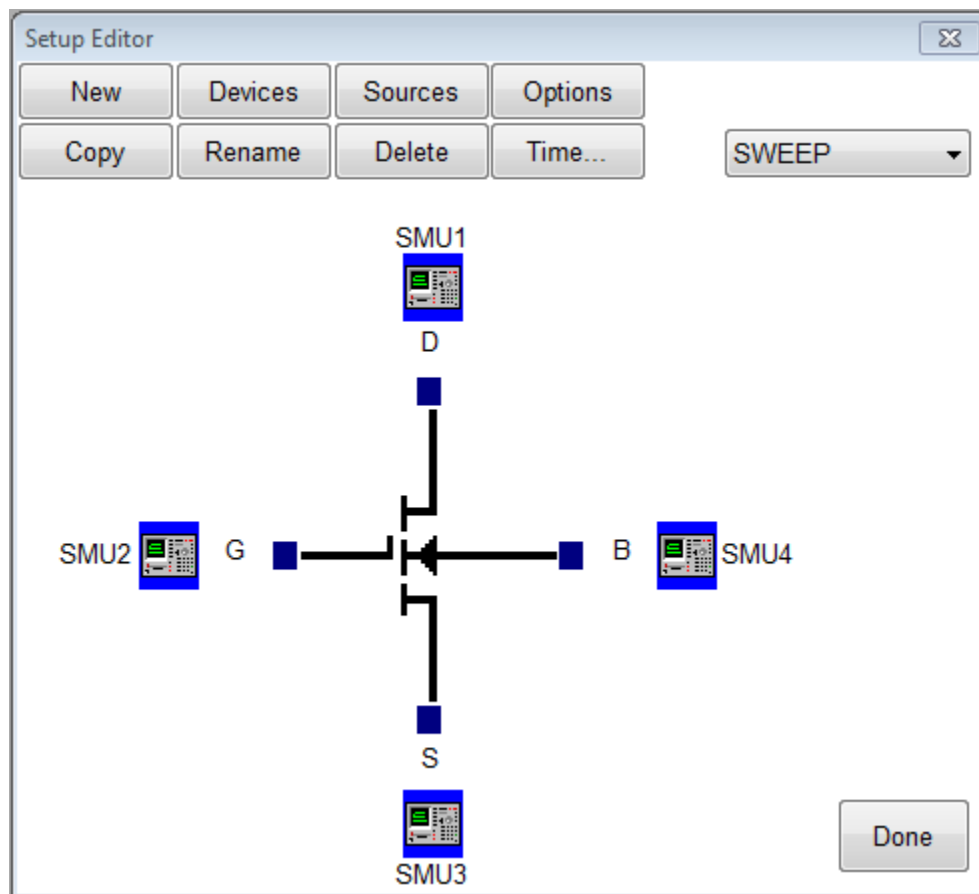 Setup Editor
New Devices Sources Options
Copy Rename Delete Time... SWEEP
SMU1
D
SMU2 G B SMU4
S
SMU3
Done